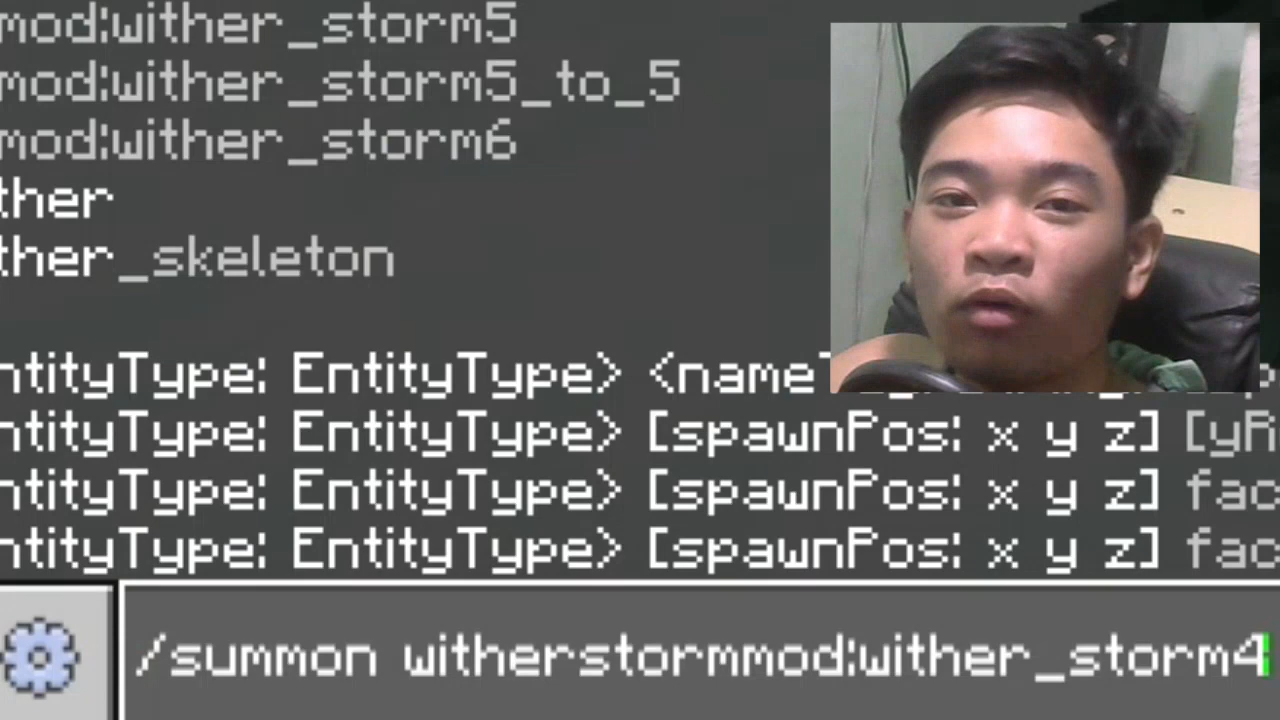 mod:wither_storm5
mod:wither_storm5_to_5
mod:wither_storm6
ther
ther_skeleton
ntityType: EntityType> <name
ntityType: EntityType> [spawnPos: x y z] [yR
ntityType: EntityType> [spawnPos: x y z] fac
ntityType: EntityType> [spawnPos: x y z] fac
/summon witherstormmod:wither_storm4